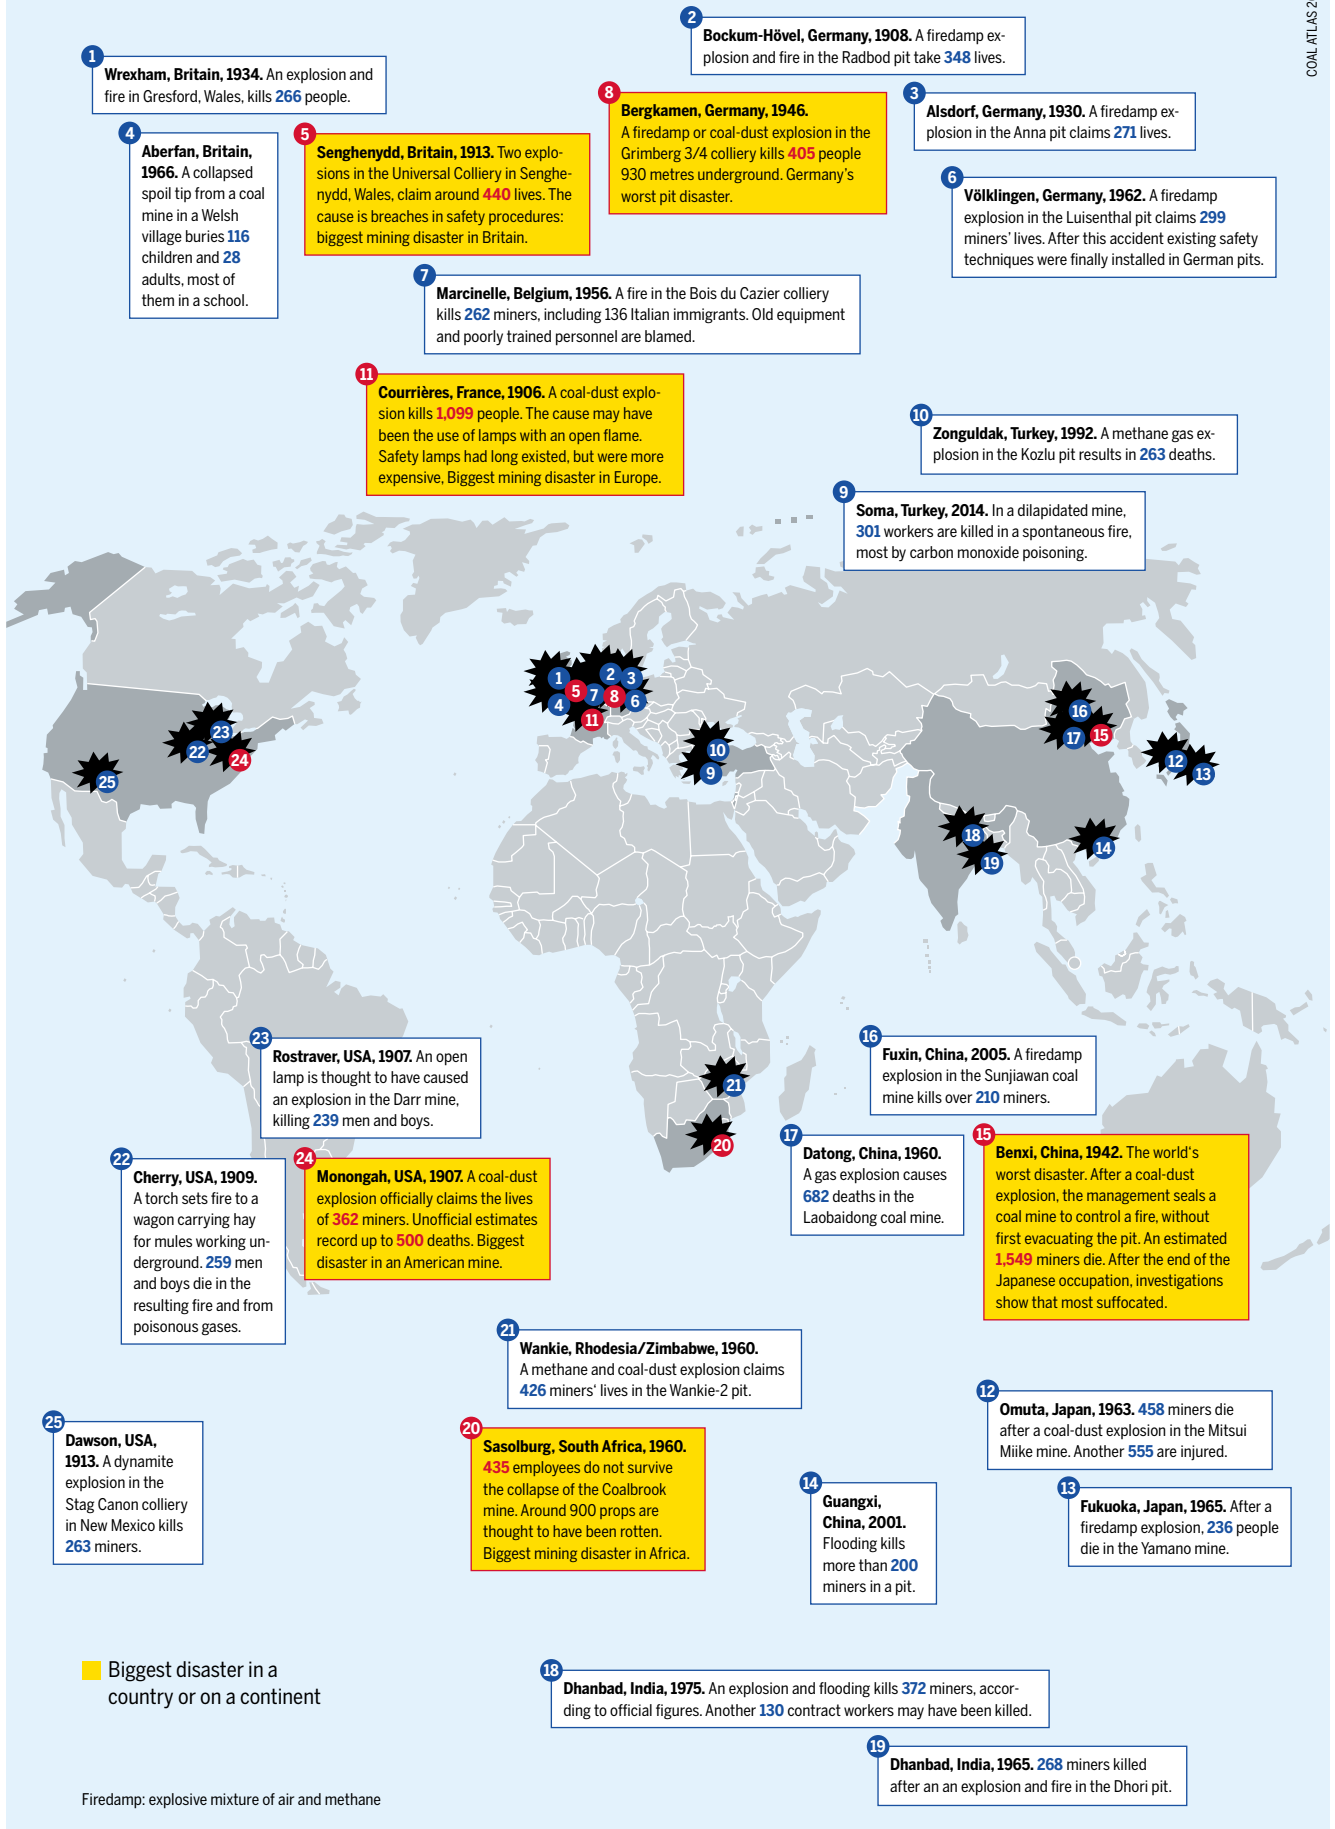 COAL ATLAS 20
2
Bockum-Hövel, Germany, 1908. A firedamp ex-
plosion and fire in the Radbod pit take 348 lives.
1
Wrexham, Britain, 1934. An explosion and
fire in Gresford, Wales, kills 266 people.
8
Bergkamen, Germany, 1946.
A firedamp or coal-dust explosion in the
Grimberg 3/4 colliery kills 405 people
930 metres underground. Germany's
worst pit disaster.
3
Alsdorf, Germany, 1930. A firedamp ex-
plosion in the Anna pit claims 271 lives.
4
Aberfan, Britain,
1966. A collapsed
spoil tip from a coal
mine in a Welsh
village buries 116
children and 28
adults, most of
them in a school.
5
Senghenydd, Britain, 1913. Two explo-
sions in the Universal Colliery in Senghe-
nydd, Wales, claim around 440 lives. The
cause is breaches in safety procedures:
biggest mining disaster in Britain.
6
Völklingen, Germany, 1962. A firedamp
explosion in the Luisenthal pit claims 299
miners' lives. After this accident existing safety
techniques were finally installed in German pits.
7
Marcinelle, Belgium, 1956. A fire in the Bois du Cazier colliery
kills 262 miners, including 136 Italian immigrants. Old equipment
and poorly trained personnel are blamed.
11
Courrières, France, 1906. A coal-dust explo-
sion kills 1,099 people. The cause may have
been the use of lamps with an open flame.
Safety lamps had long existed, but were more
expensive, Biggest mining disaster in Europe.
10
Zonguldak, Turkey, 1992. A methane gas ex-
plosion in the Kozlu pit results in 263 deaths.
9
Soma, Turkey, 2014. In a dilapidated mine,
301 workers are killed in a spontaneous fire,
most by carbon monoxide poisoning.
1
2
3
5
7
8
4
6
11
16
17
15
23
22
24
25
10
9
12
13
18
19
14
21
20
23
Rostraver, USA, 1907. An open
lamp is thought to have caused
an explosion in the Darr mine,
killing 239 men and boys.
16
Fuxin, China, 2005. A firedamp
explosion in the Sunjiawan coal
mine kills over 210 miners.
22
Cherry, USA, 1909.
A torch sets fire to a
wagon carrying hay
for mules working un-
derground. 259 men
and boys die in the
resulting fire and from
poisonous gases.
24
Monongah, USA, 1907. A coal-dust
explosion officially claims the lives
of 362 miners. Unofficial estimates
record up to 500 deaths. Biggest
disaster in an American mine.
17
Datong, China, 1960.
A gas explosion causes
682 deaths in the
Laobaidong coal mine.
15
Benxi, China, 1942. The world's
worst disaster. After a coal-dust
explosion, the management seals a
coal mine to control a fire, without
first evacuating the pit. An estimated
1,549 miners die. After the end of the
Japanese occupation, investigations
show that most suffocated.
21
Wankie, Rhodesia/Zimbabwe, 1960.
A methane and coal-dust explosion claims
426 miners' lives in the Wankie-2 pit.
25
Dawson, USA,
1913. A dynamite
explosion in the
Stag Canon colliery
in New Mexico kills
263 miners.
20
Sasolburg, South Africa, 1960.
435 employees do not survive
the collapse of the Coalbrook
mine. Around 900 props are
thought to have been rotten.
Biggest mining disaster in Africa.
12
Omuta, Japan, 1963. 458 miners die
after a coal-dust explosion in the Mitsui
Miike mine. Another 555 are injured.
14
Guangxi,
China, 2001.
Flooding kills
more than 200
miners in a pit.
13
Fukuoka, Japan, 1965. After a
firedamp explosion, 236 people
die in the Yamano mine.
Biggest disaster in a
country or on a continent
18
Dhanbad, India, 1975. An explosion and flooding kills 372 miners, accor-
ding to official figures. Another 130 contract workers may have been killed.
19
Dhanbad, India, 1965. 268 miners killed
after an an explosion and fire in the Dhori pit.
Firedamp: explosive mixture of air and methane